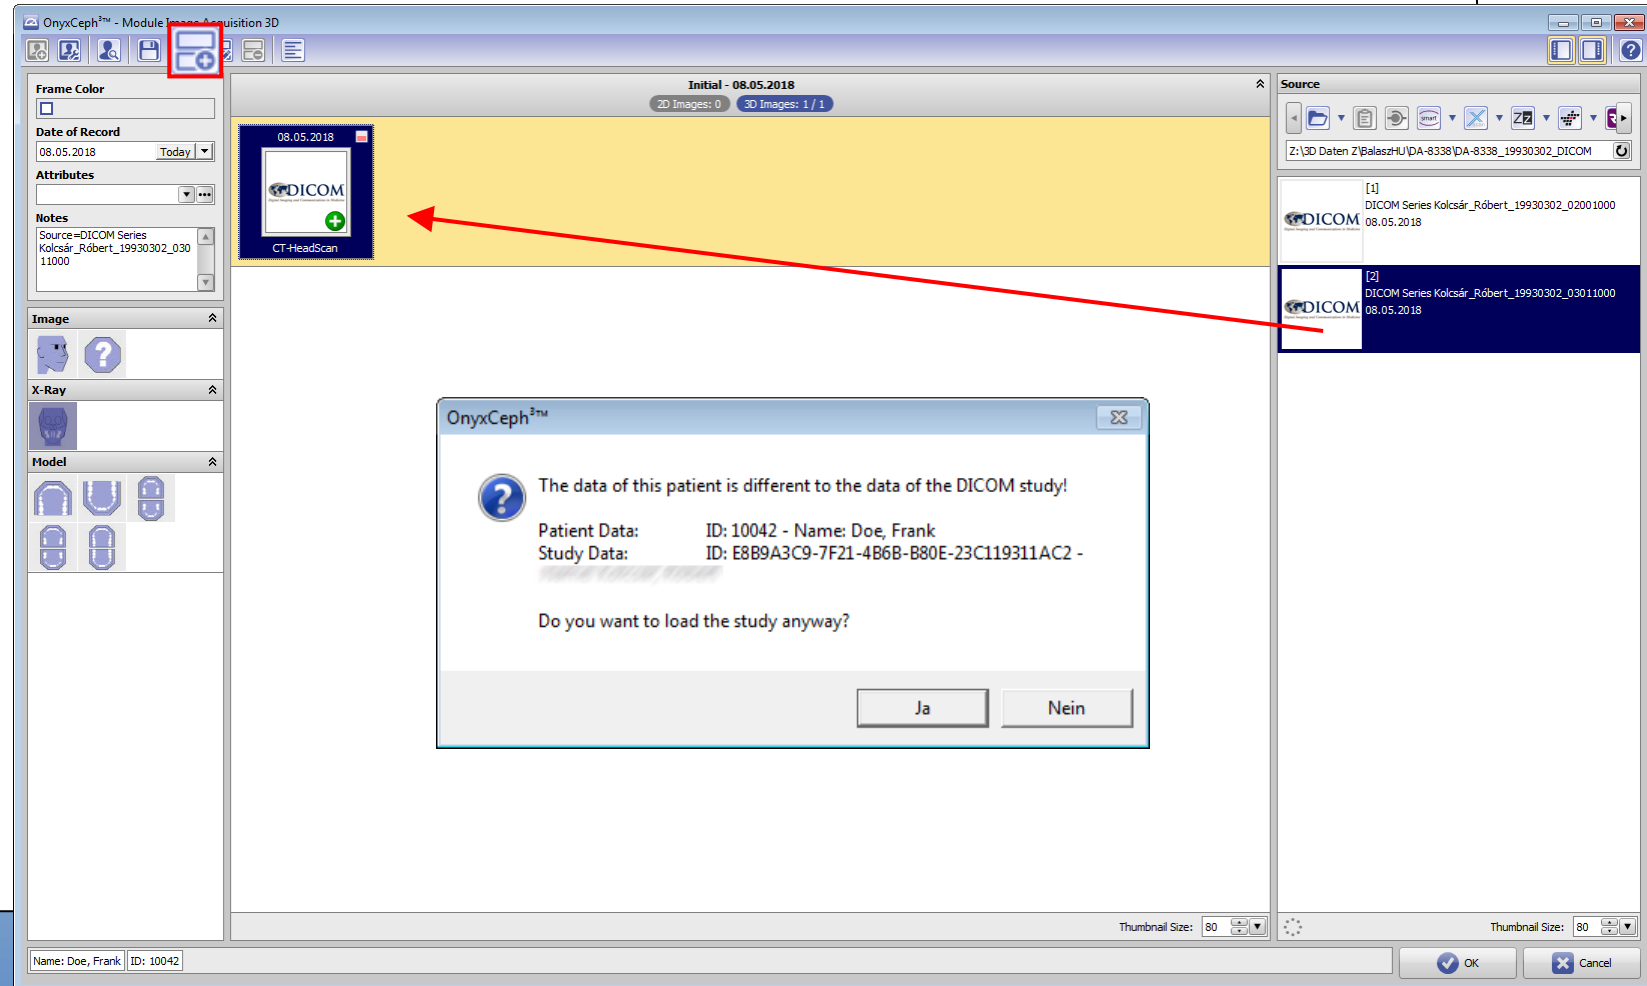 OnyxCeph³™ - Module Image Acquisition 3D
Frame Color
Date of Record
08.05.2018
Today
Attributes
Notes
Source=DICOM Series
Kolcsár_Róbert_19930302_030
11000
Image
X-Ray
Model
Initial - 08.05.2018
2D Images: 0
3D Images: 1 / 1
08.05.2018
DICOM
CT-HeadScan
Source
smart
Z:\3D Daten Z\BalaszHU\DA-8338\DA-8338_19930302_DICOM
DICOM
[1]
DICOM Series Kolcsár_Róbert_19930302_02001000
08.05.2018
DICOM
[2]
DICOM Series Kolcsár_Róbert_19930302_03011000
08.05.2018
OnyxCeph³™
The data of this patient is different to the data of the DICOM study!
Patient Data: ID: 10042 - Name: Doe, Frank
Study Data: ID: E8B9A3C9-7F21-4B6B-B80E-23C119311AC2 -
Do you want to load the study anyway?
Ja
Nein
Thumbnail Size: 80
Thumbnail Size: 80
Name: Doe, Frank
ID: 10042
OK
Cancel